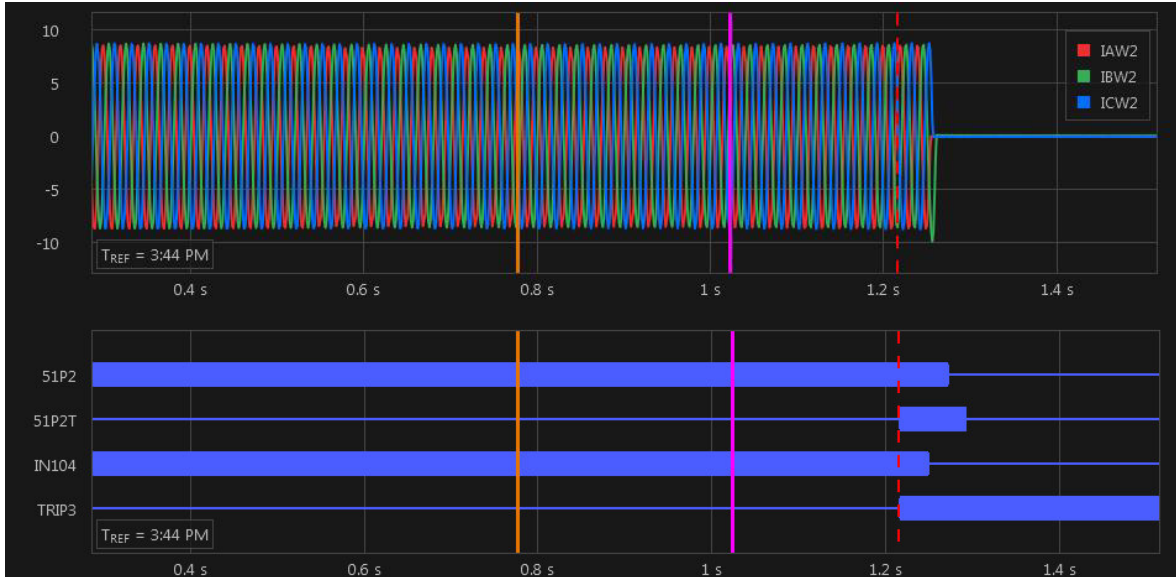 10
5
0
-5
-10
IAW2
IBW2
ICW2
TREF = 3:44 PM
0.4 s
0.6 s
0.8 s
1 s
1.2 s
1.4 s
51P2
51P2T
IN104
TRIP3
TREF = 3:44 PM
0.4 s
0.6 s
0.8 s
1 s
1.2 s
1.4 s